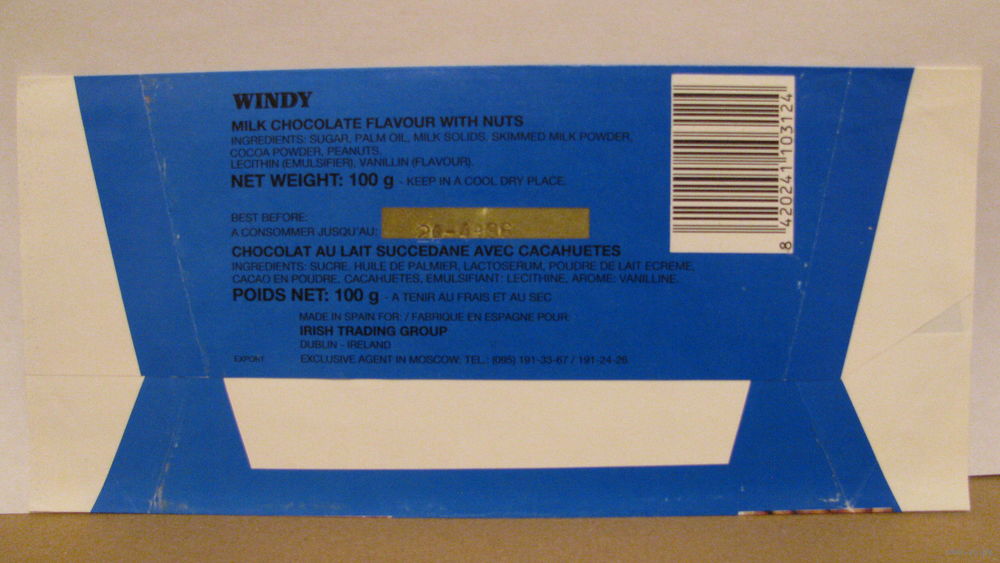 WINDY
MILK CHOCOLATE FLAVOUR WITH NUTS
INGREDIENTS: SUGAR, PALM OIL, MILK SOLIDS, SKIMMED MILK POWDER,
COCOA POWDER, PEANUTS,
LECITHIN (EMULSIFIER), VANILLIN (FLAVOUR).
NET WEIGHT: 100 g - KEEP IN A COOL DRY PLACE.
BEST BEFORE:
A CONSOMMER JUSQU'AU:
CHOCOLAT AU LAIT SUCCEDANE AVEC CACAHUETES
INGREDIENTS: SUCRE, HUILE DE PALMIER, LACTOSERUM, POUDRE DE LAIT ECREME,
CACAO EN POUDRE, CACAHUETES, EMULSIFIANT: LECITHINE, AROME: VANILLINE.
POIDS NET: 100 g - A TENIR AU FRAIS ET AU SEC
MADE IN SPAIN FOR: / FABRIQUE EN ESPAGNE POUR:
IRISH TRADING GROUP
DUBLIN - IRELAND
EXPORT EXCLUSIVE AGENT IN MOSCOW: TEL.: (095) 191-33-67 / 191-24-26
8 420241 103124